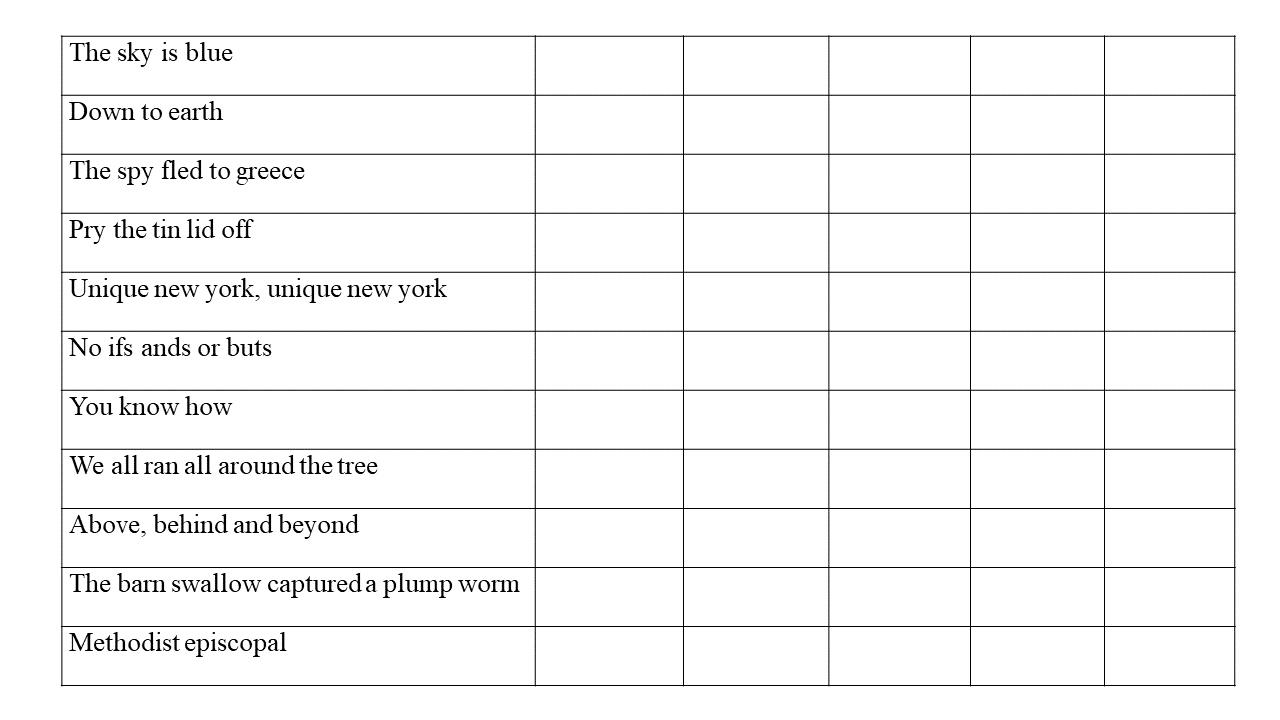 The sky is blue
Down to earth
The spy fled to greece
Pry the tin lid off
Unique new york, unique new york
No ifs ands or buts
You know how
We all ran all around the tree
Above, behind and beyond
The barn swallow captured a plump worm
Methodist episcopal